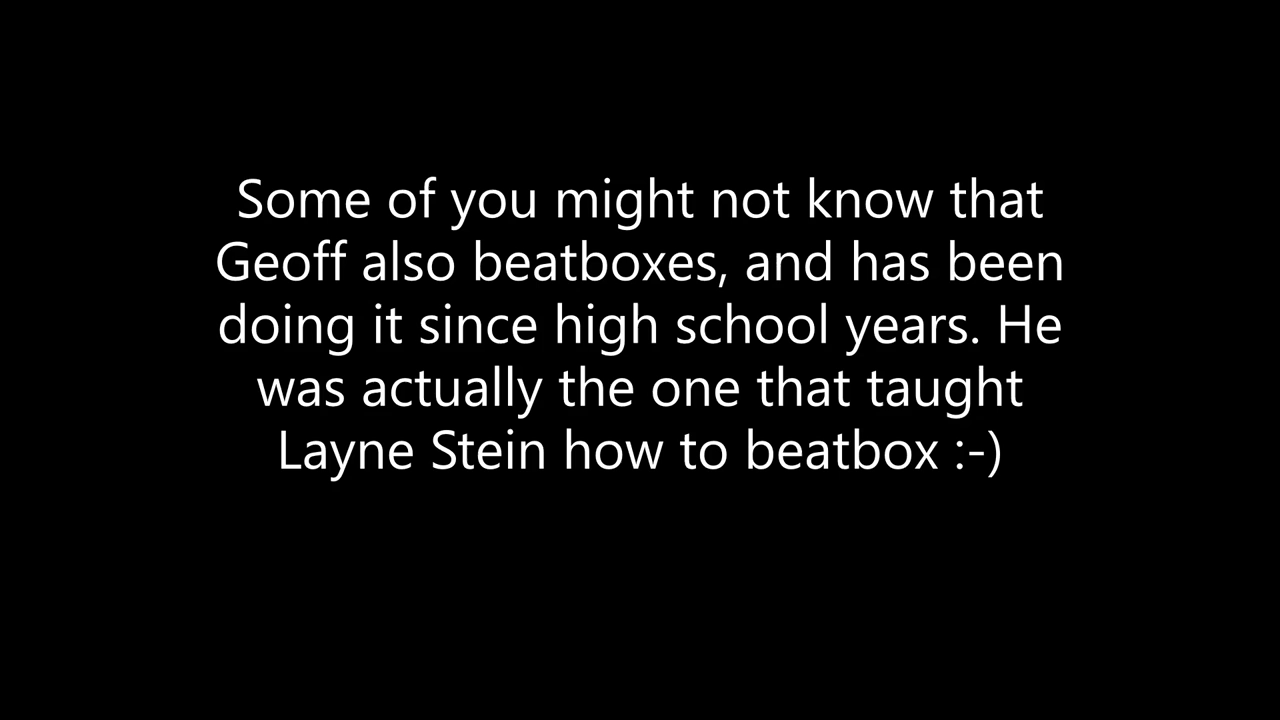 Some of you might not know that
Geoff also beatboxes, and has been
doing it since high school years. He
was actually the one that taught
Layne Stein how to beatbox :-)